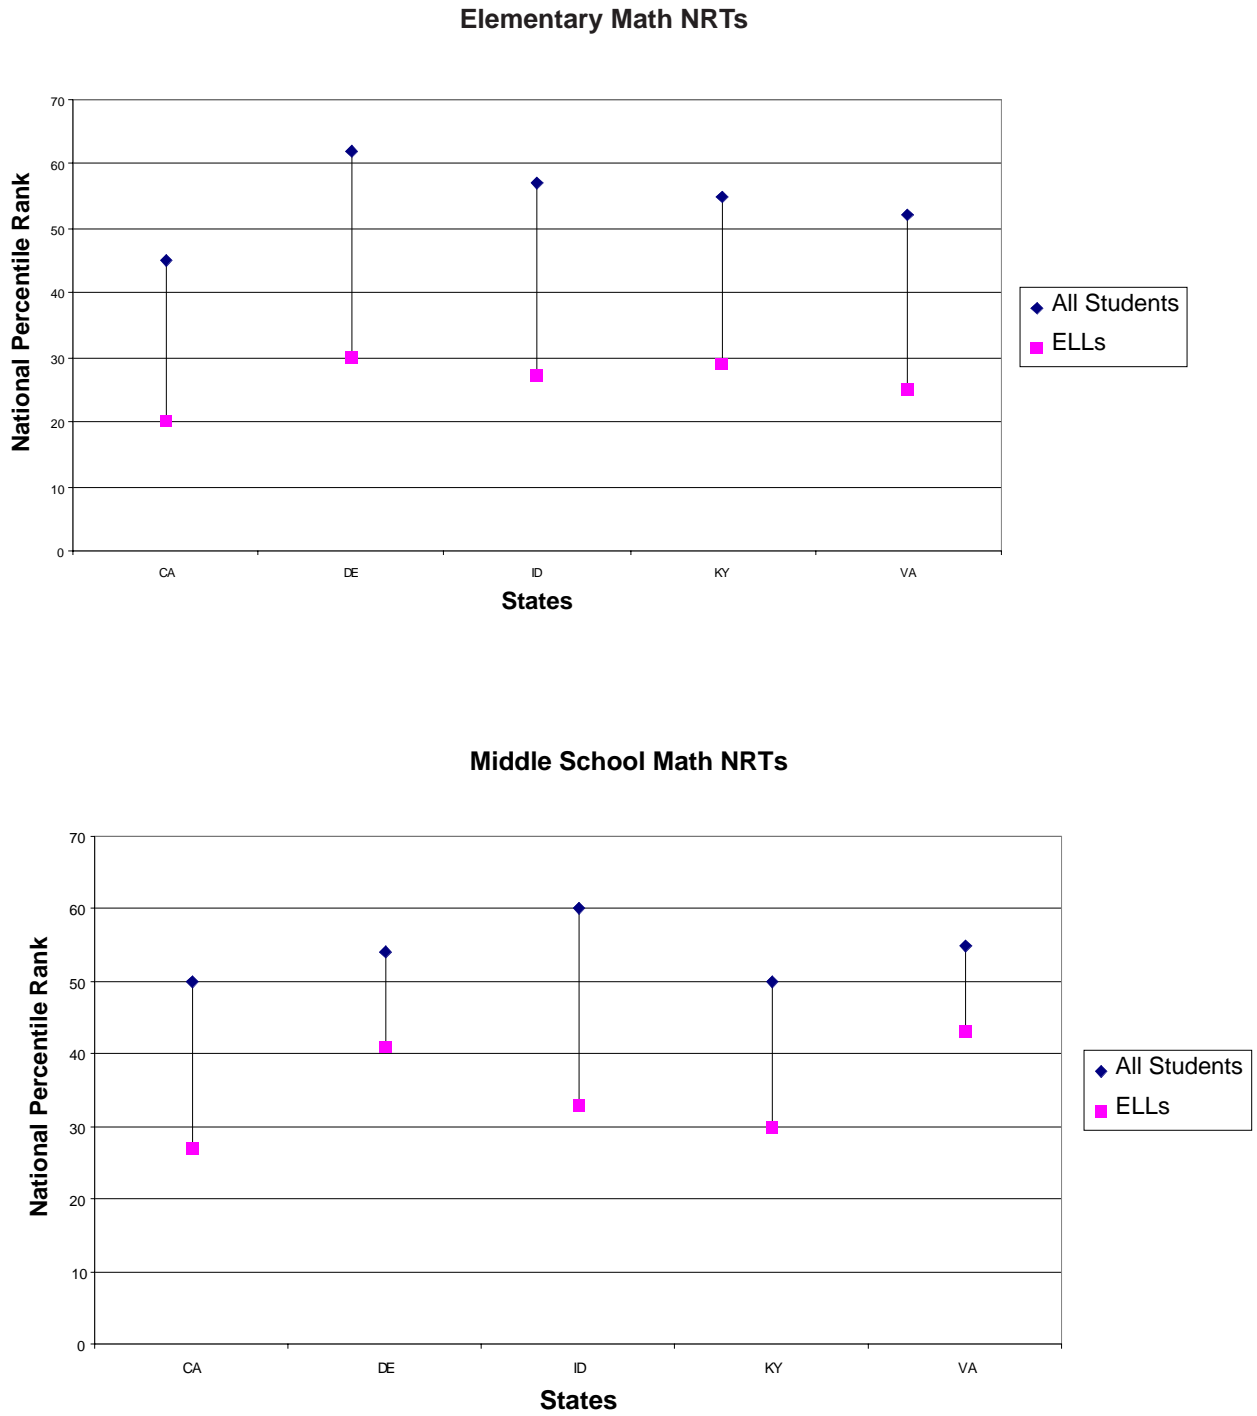 Elementary Math NRTs
70
60
50
40
30
20
10
0
National Percentile Rank
CA DE ID KY VA
States
All Students
ELLs
Middle School Math NRTs
70
60
50
40
30
20
10
0
National Percentile Rank
CA DE ID KY VA
States
All Students
ELLs